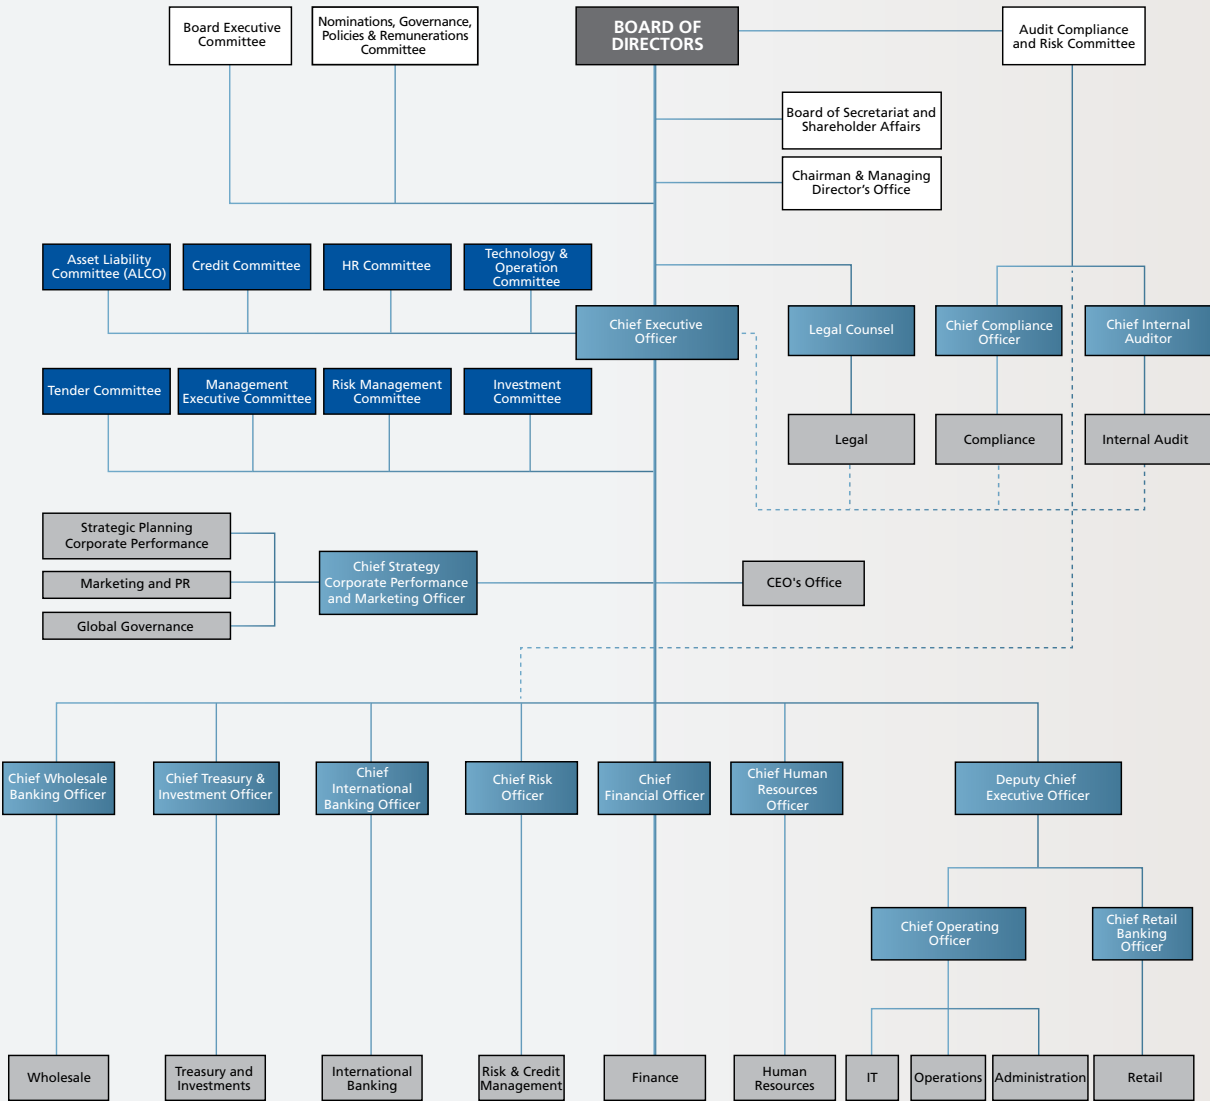 Board Executive
Committee
Nominations, Governance,
Policies & Remunerations
Committee
BOARD OF
DIRECTORS
Audit Compliance
and Risk Committee
Board of Secretariat and
Shareholder Affairs
Chairman & Managing
Director’s Office
Asset Liability
Committee (ALCO)
Credit Committee
HR Committee
Technology &
Operation
Committee
Chief Executive
Officer
Legal Counsel
Chief Compliance
Officer
Chief Internal
Auditor
Tender Committee
Management
Executive Committee
Risk Management
Committee
Investment
Committee
Legal
Compliance
Internal Audit
Strategic Planning
Corporate Performance
Marketing and PR
Global Governance
Chief Strategy
Corporate Performance
and Marketing Officer
CEO's Office
Chief Wholesale
Banking Officer
Chief Treasury &
Investment Officer
Chief
International
Banking Officer
Chief Risk
Officer
Chief
Financial Officer
Chief Human
Resources
Officer
Deputy Chief
Executive Officer
Chief Operating
Officer
Chief Retail
Banking
Officer
Wholesale
Treasury and
Investments
International
Banking
Risk & Credit
Management
Finance
Human
Resources
IT
Operations
Administration
Retail